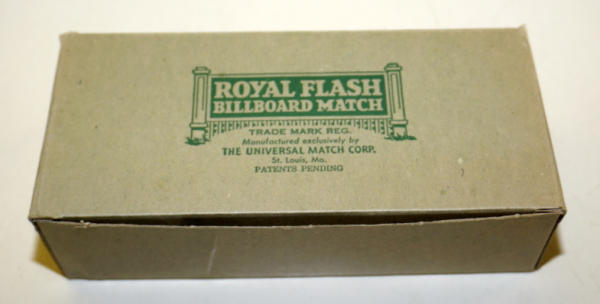 ROYAL FLASH
BILLBOARD MATCH
TRADE MARK REG.
Manufactured exclusively by
THE UNIVERSAL MATCH CORP.
St. Louis, Mo.
PATENTS PENDING